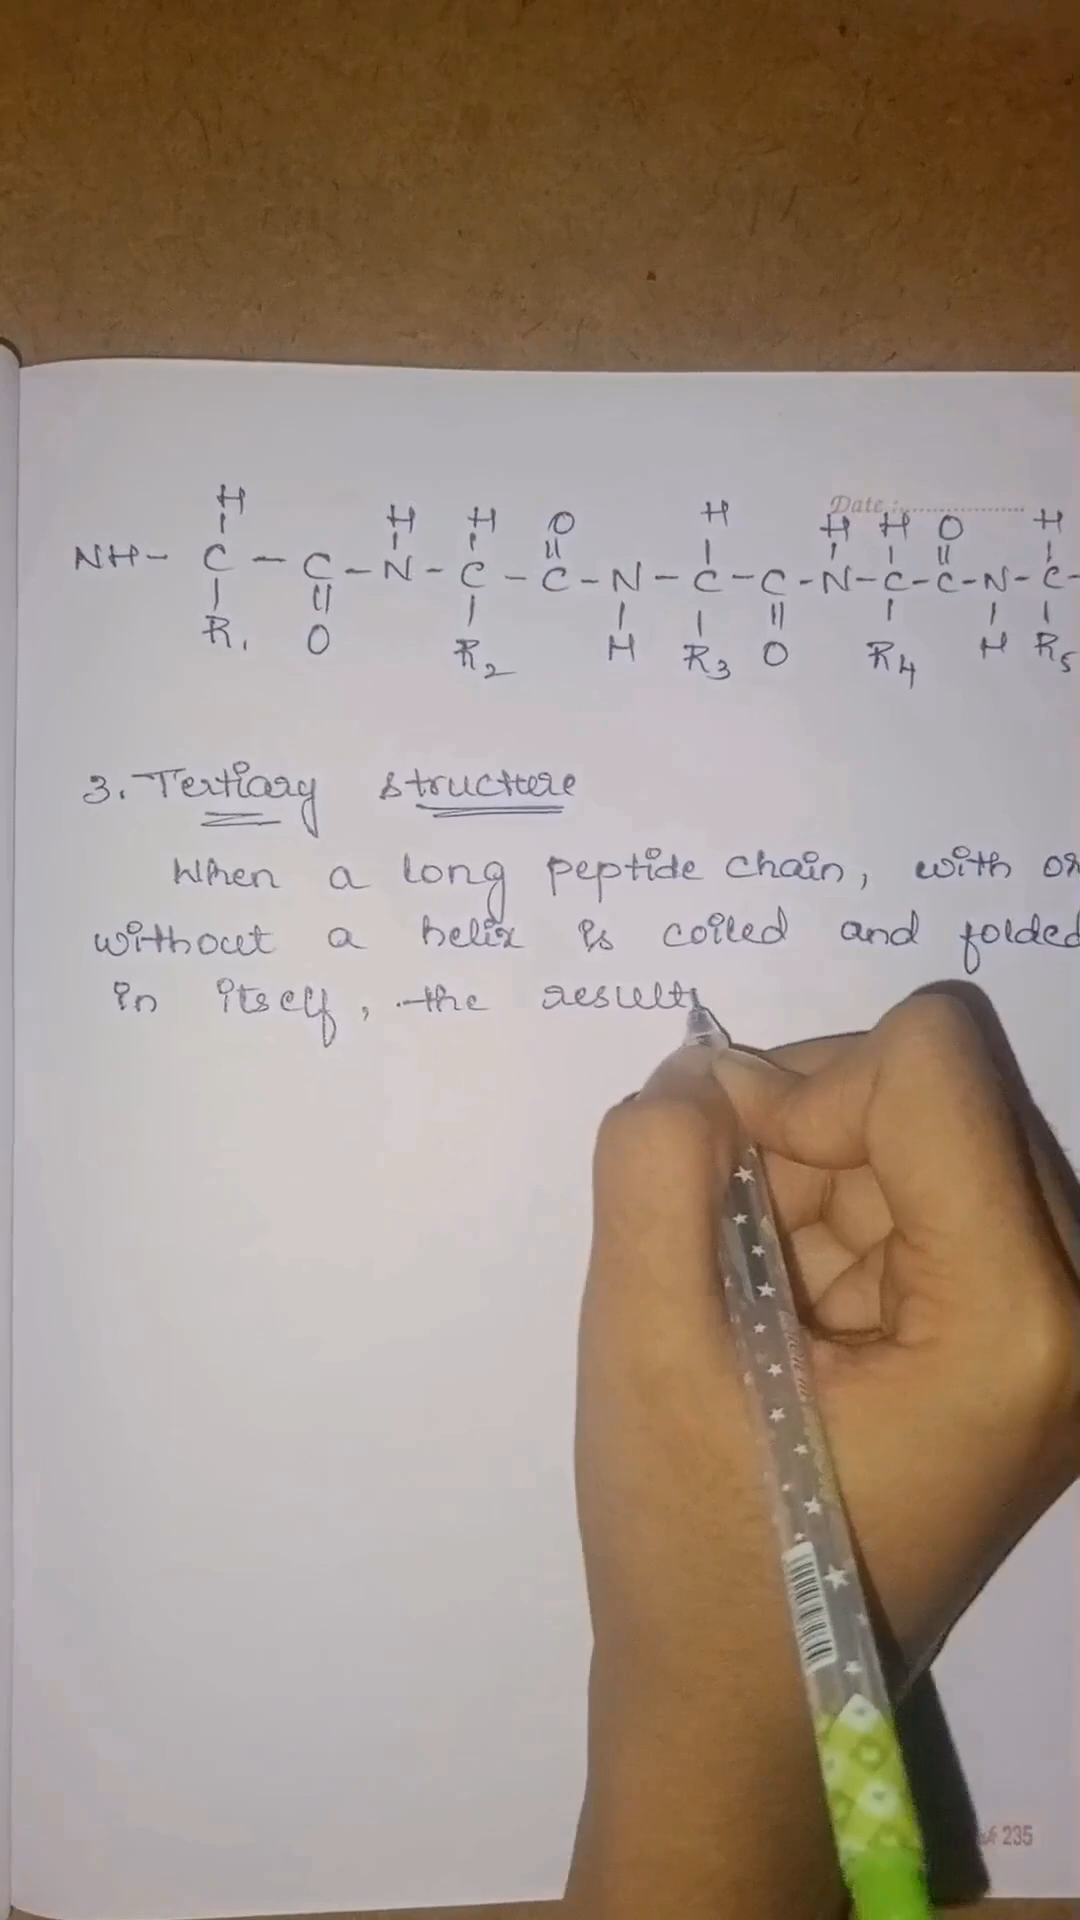 Date :
H H H O H H H O H
NH- C - C - N - C - C - N - C - C - N - C - C - N - C -
R1 O R2 H R3 O R4 H R5
3. Tertiary structure
When a long peptide chain, with or
without a helix is coiled and folded
in itself, the result
235